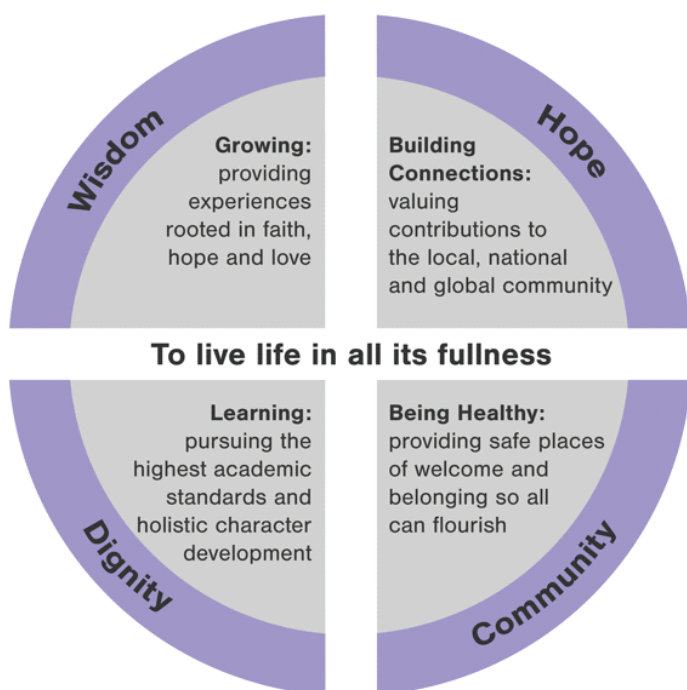 Wisdom
Growing:
providing
experiences
rooted in faith,
hope and love
Hope
Building
Connections:
valuing
contributions to
the local, national
and global community
To live life in all its fullness
Learning:
pursuing the
highest academic
standards and
holistic character
development
Dignity
Being Healthy:
providing safe places
of welcome and
belonging so all
can flourish
Community